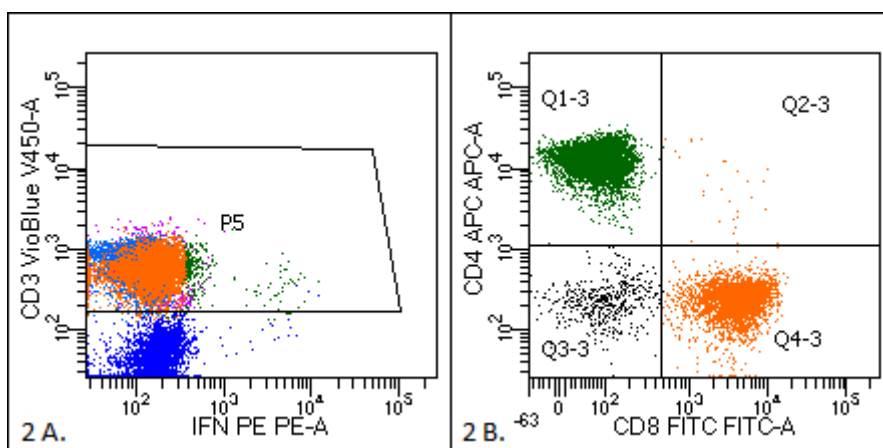 CD3 VioBlue V450-A
10^5
10^4
10^3
10^2
P5
10^2
10^3
10^4
10^5
IFN PE PE-A
2 A.
CD4 APC APC-A
10^5
10^4
10^3
10^2
Q1-3
Q2-3
Q3-3
Q4-3
-63
0
10^2
10^3
10^4
10^5
CD8 FITC FITC-A
2 B.